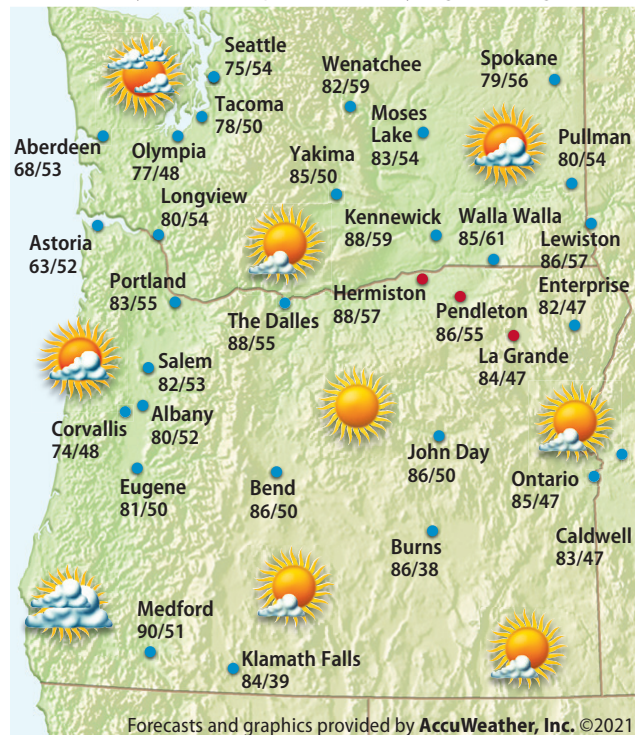 Seattle
75/54
Wenatchee
82/59
Spokane
79/56
Tacoma
78/50
Moses
Lake
83/54
Aberdeen
68/53
Olympia
77/48
Yakima
85/50
Pullman
80/54
Longview
80/54
Kennewick
88/59
Walla Walla
85/61
Lewiston
86/57
Astoria
63/52
Portland
83/55
The Dalles
88/55
Hermiston
88/57
Pendleton
86/55
Enterprise
82/47
La Grande
84/47
Salem
82/53
Corvallis
74/48
Albany
80/52
John Day
86/50
Eugene
81/50
Bend
86/50
Ontario
85/47
Burns
86/38
Caldwell
83/47
Medford
90/51
Klamath Falls
84/39
Forecasts and graphics provided by AccuWeather, Inc. ©2021